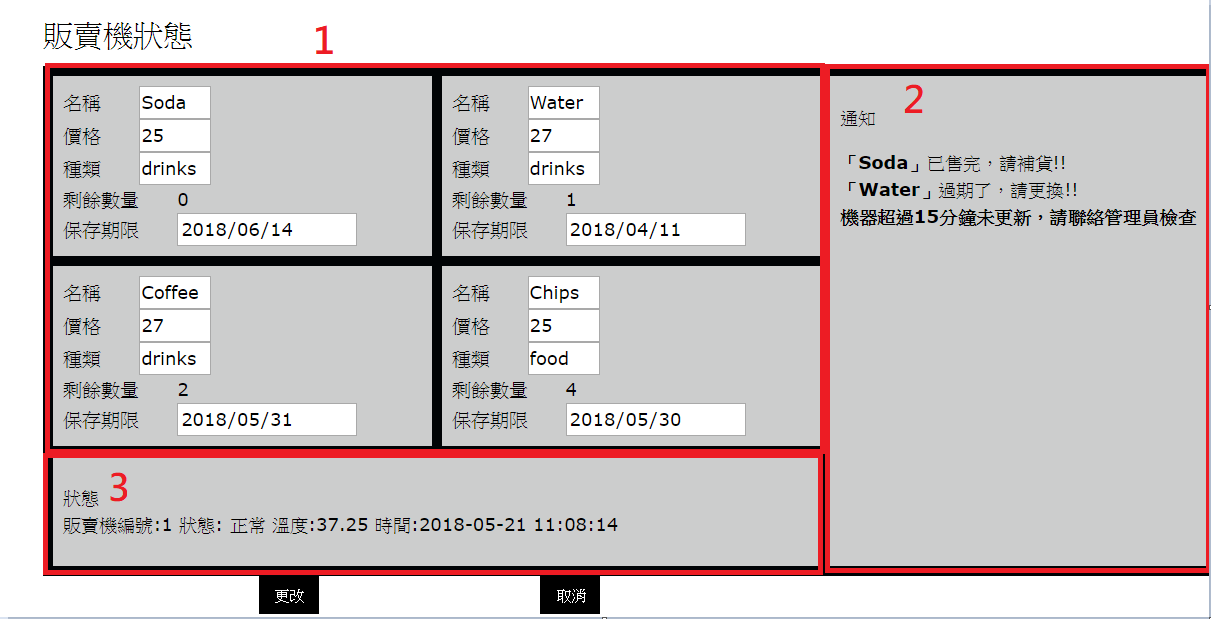 販賣機狀態
1
名稱 Soda
價格 25
種類 drinks
剩餘數量 0
保存期限 2018/06/14
名稱 Water
價格 27
種類 drinks
剩餘數量 1
保存期限 2018/04/11
名稱 Coffee
價格 27
種類 drinks
剩餘數量 2
保存期限 2018/05/31
名稱 Chips
價格 25
種類 food
剩餘數量 4
保存期限 2018/05/30
2
通知
「Soda」已售完，請補貨!!
「Water」過期了，請更換!!
機器超過15分鐘未更新，請聯絡管理員檢查
3
狀態
販賣機編號:1 狀態: 正常 溫度:37.25 時間:2018-05-21 11:08:14
更改
取消